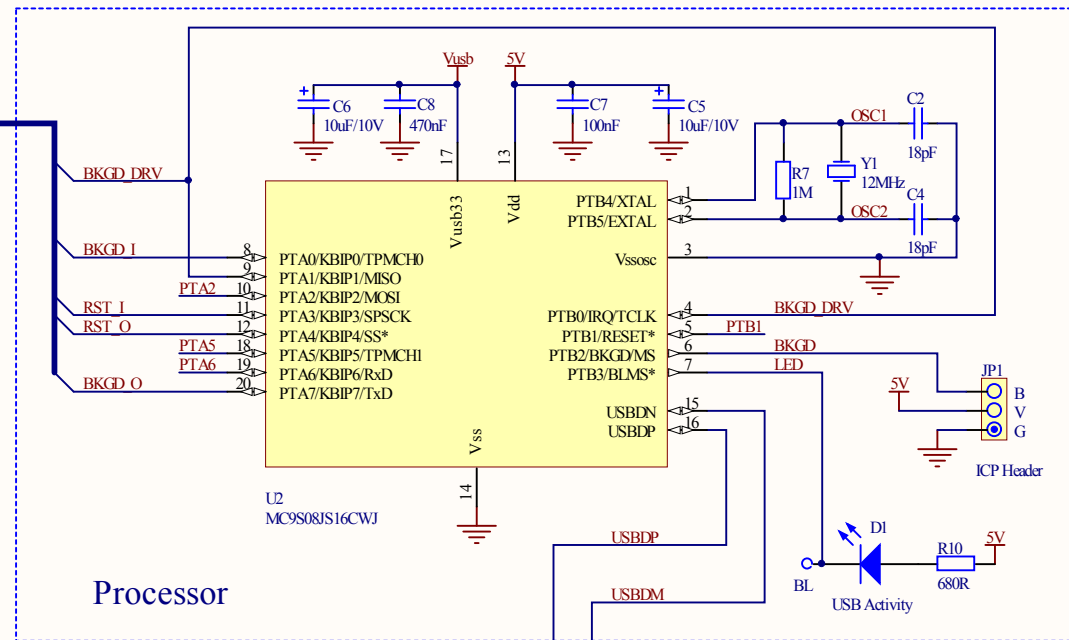 Vusb
5V
C6
10uF/10V
C8
470nF
C7
100nF
C5
10uF/10V
OSC1
C2
18pF
R7
1M
Y1
12MHz
OSC2
C4
18pF
17
13
BKGD_DRV
Vusb33
Vdd
PTB4/XTAL
1
PTB5/EXTAL
2
Vssosc
3
BKGD_I
8
PTA0/KBIP0/TPMCH0
9
PTA1/KBIP1/MISO
PTA2
10
PTA2/KBIP2/MOSI
RST_I
11
PTA3/KBIP3/SPSCK
RST_O
12
PTA4/KBIP4/SS*
PTA5
18
PTA5/KBIP5/TPMCH1
PTA6
19
PTA6/KBIP6/RxD
BKGD_O
20
PTA7/KBIP7/TxD
PTB0/IRQ/TCLK
4
BKGD_DRV
PTB1/RESET*
5
PTB1
PTB2/BKGD/MS
6
BKGD
PTB3/BLMS*
7
LED
USBDN
15
USBDP
16
Vss
14
JP1
5V
B
V
G
ICP Header
U2
MC9S08JS16CWJ
USBDP
USBDM
D1
BL
USB Activity
R10
680R
5V
Processor